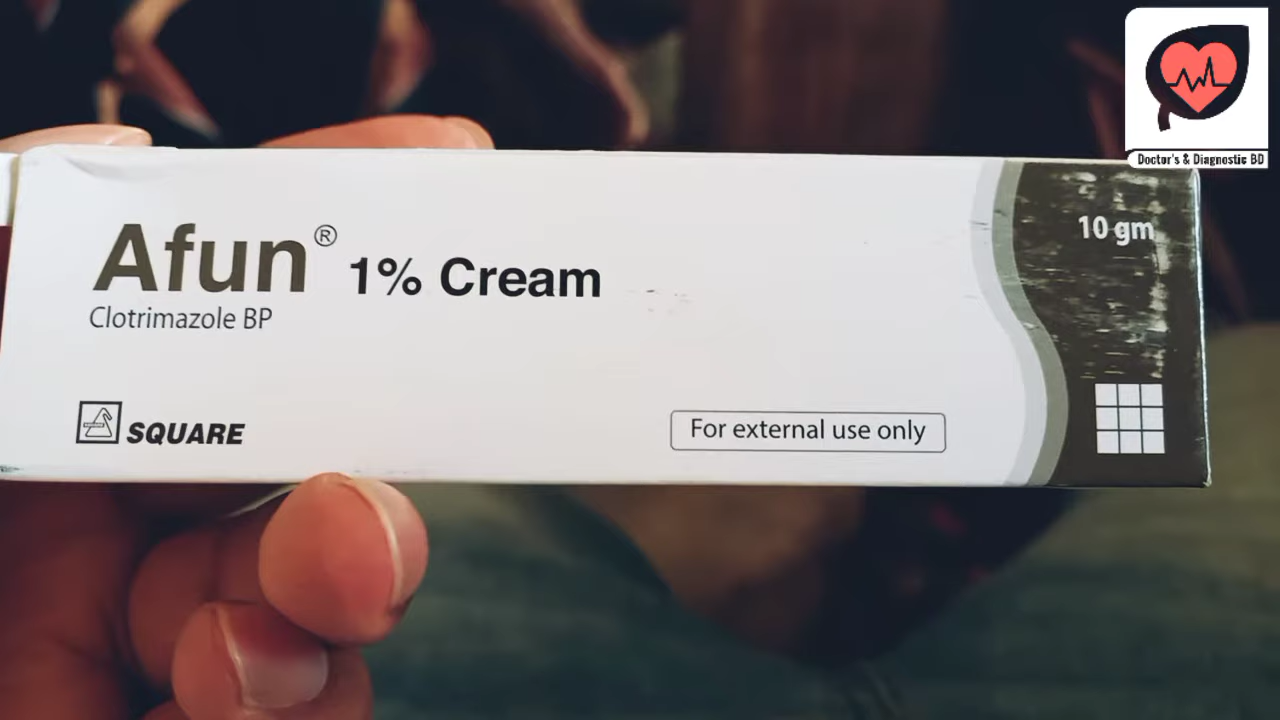 Doctor's & Diagnostic BD
Afun® 1% Cream
10 gm
Clotrimazole BP
SQUARE
For external use only